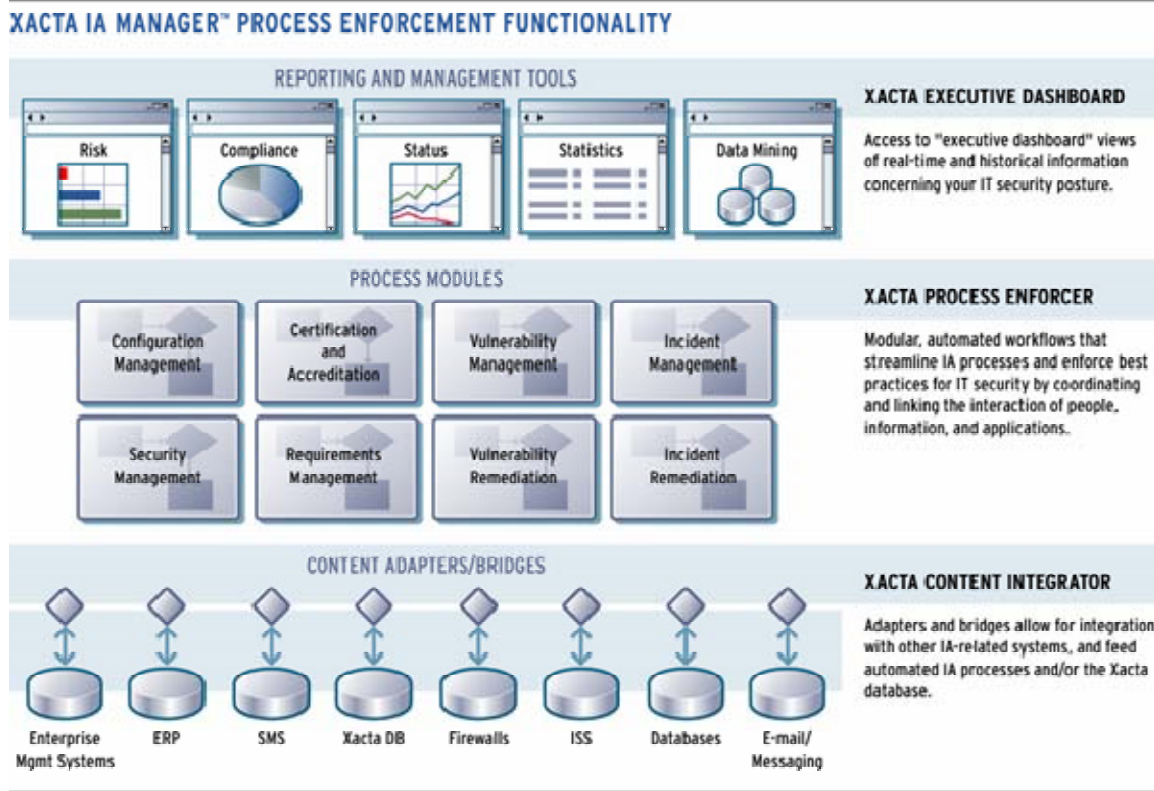 XACTA IA MANAGER™ PROCESS ENFORCEMENT FUNCTIONALITY
REPORTING AND MANAGEMENT TOOLS
Risk
Compliance
Status
Statistics
Data Mining
XACTA EXECUTIVE DASHBOARD
Access to "executive dashboard" views
of real-time and historical information
concerning your IT security posture.
PROCESS MODULES
Configuration
Management
Certification
and
Accreditation
Vulnerability
Management
Incident
Management
Security
Management
Requirements
Management
Vulnerability
Remediation
Incident
Remediation
XACTA PROCESS ENFORCER
Modular, automated workflows that
streamline IA processes and enforce best
practices for IT security by coordinating
and linking the interaction of people,
information, and applications.
CONTENT ADAPTERS/BRIDGES
Enterprise
Mgmt Systems
ERP
SMS
Xacta DB
Firewalls
ISS
Databases
E-mail/
Messaging
XACTA CONTENT INTEGRATOR
Adapters and bridges allow for integration
with other IA-related systems, and feed
automated IA processes and/or the Xacta
database.